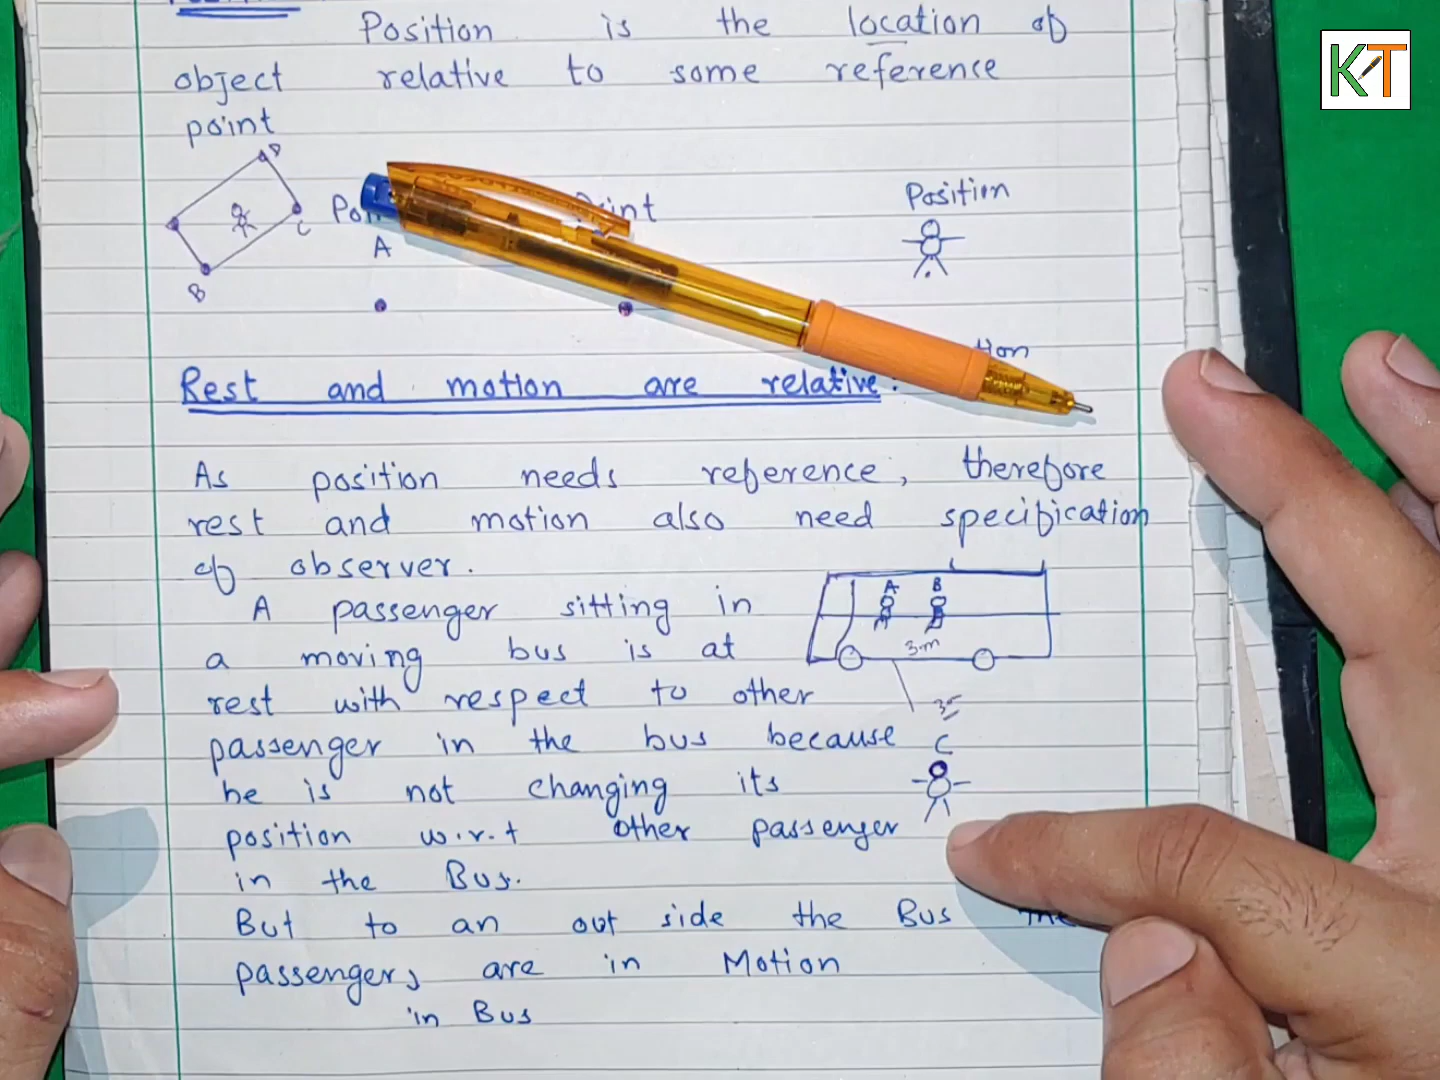 Position is the location of
object relative to some reference
point
D
C
B
A
Position
Rest and motion are relative.
As position needs reference, therefore
rest and motion also need specification
of observer.
A passenger sitting in
a moving bus is at
rest with respect to other
passenger in the bus because
he is not changing its
position w.r.t other passenger
in the Bus.
But to an out side the Bus the
passengers are in Motion
in Bus
A B
3m
C
KT